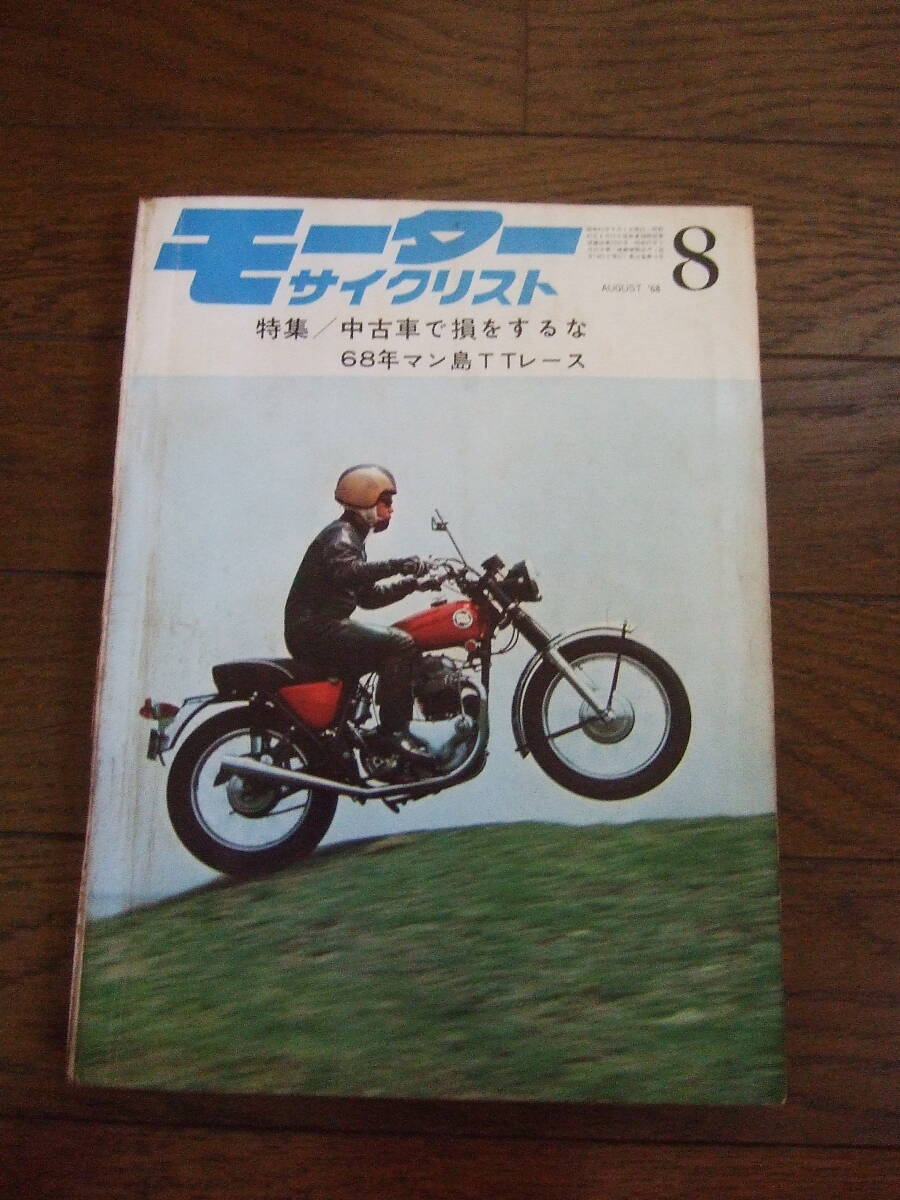 モーター
サイクリスト
8
AUGUST '68
特集/中古車で損をするな
68年マン島TTレース